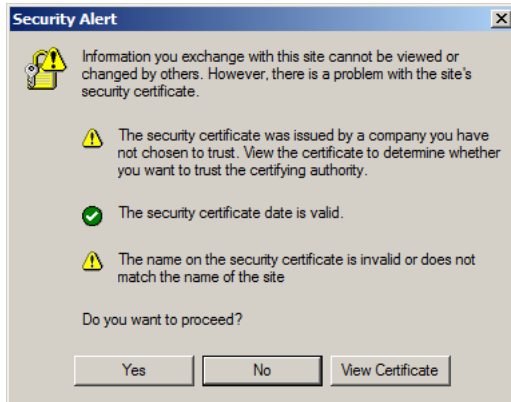 Security Alert
Information you exchange with this site cannot be viewed or
changed by others. However, there is a problem with the site's
security certificate.
The security certificate was issued by a company you have
not chosen to trust. View the certificate to determine whether
you want to trust the certifying authority.
The security certificate date is valid.
The name on the security certificate is invalid or does not
match the name of the site
Do you want to proceed?
Yes No View Certificate